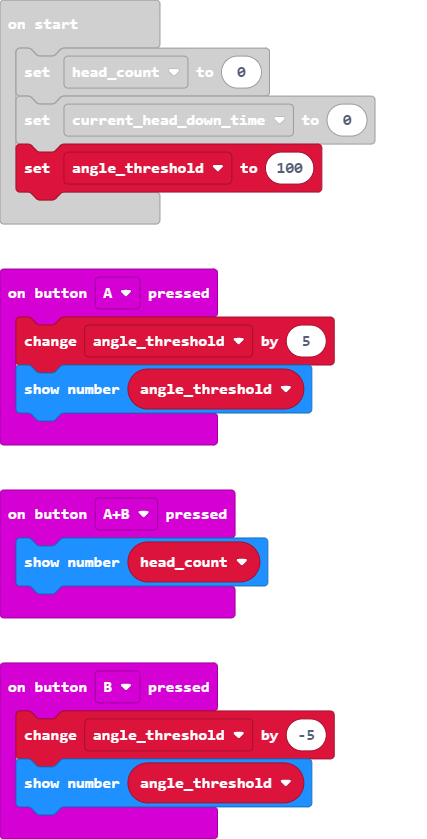 on start
set head_count to 0
set current_head_down_time to 0
set angle_threshold to 100
on button A pressed
change angle_threshold by 5
show number angle_threshold
on button A+B pressed
show number head_count
on button B pressed
change angle_threshold by -5
show number angle_threshold